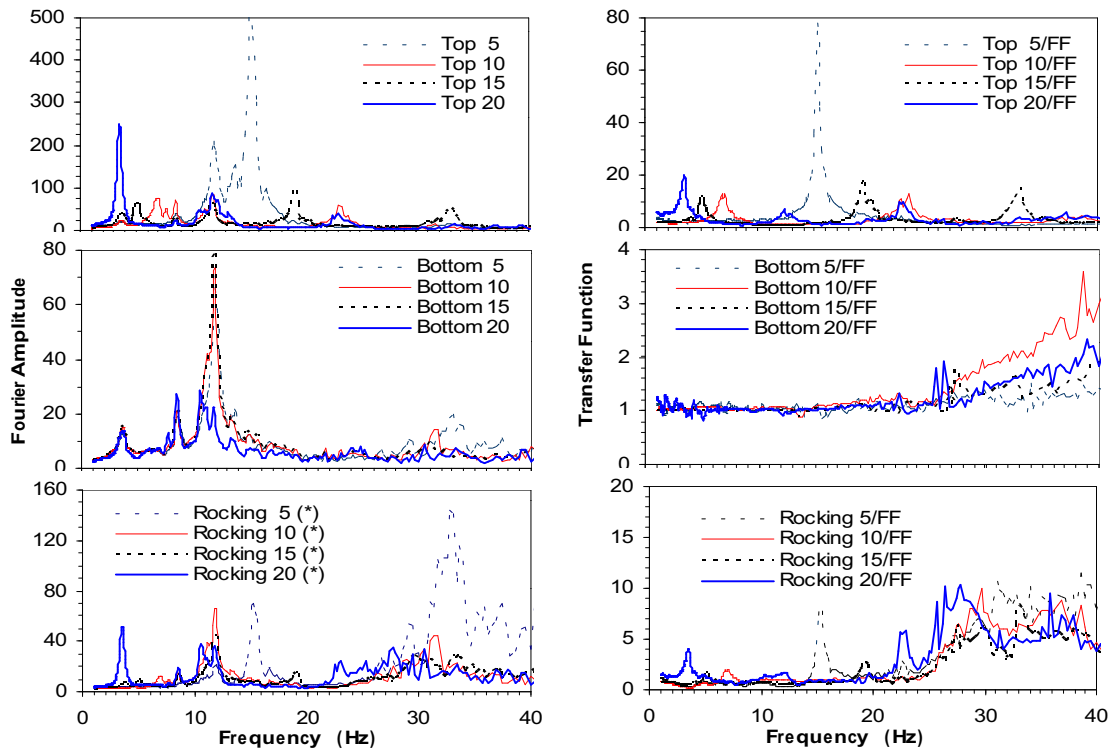 Fourier Amplitude
500
400
300
200
100
0
Top 5
Top 10
Top 15
Top 20
80
60
40
20
0
Bottom 5
Bottom 10
Bottom 15
Bottom 20
160
120
80
40
0
Rocking 5 (*)
Rocking 10 (*)
Rocking 15 (*)
Rocking 20 (*)
0 10 20 30 40
Frequency (Hz)
Transfer Function
80
60
40
20
0
Top 5/FF
Top 10/FF
Top 15/FF
Top 20/FF
4
3
2
1
0
Bottom 5/FF
Bottom 10/FF
Bottom 15/FF
Bottom 20/FF
20
15
10
5
0
Rocking 5/FF
Rocking 10/FF
Rocking 15/FF
Rocking 20/FF
0 10 20 30 40
Frequency (Hz)